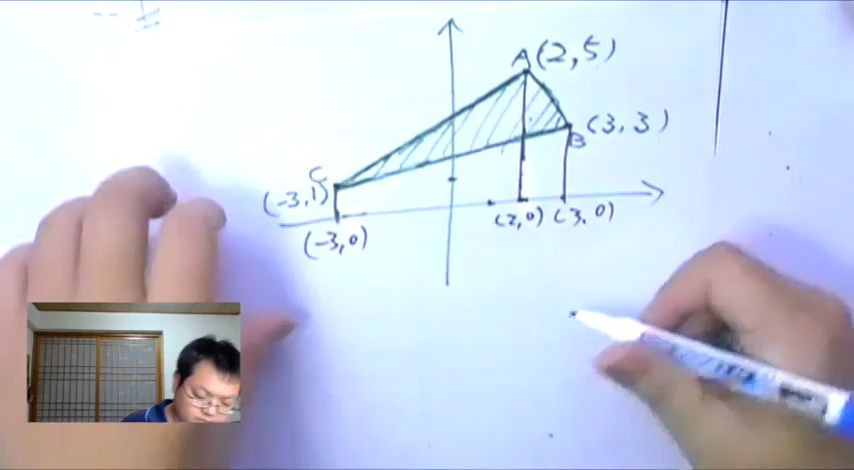 A(2,5)
B(3,3)
C
(-3,1)
(2,0) (3,0)
(-3,0)